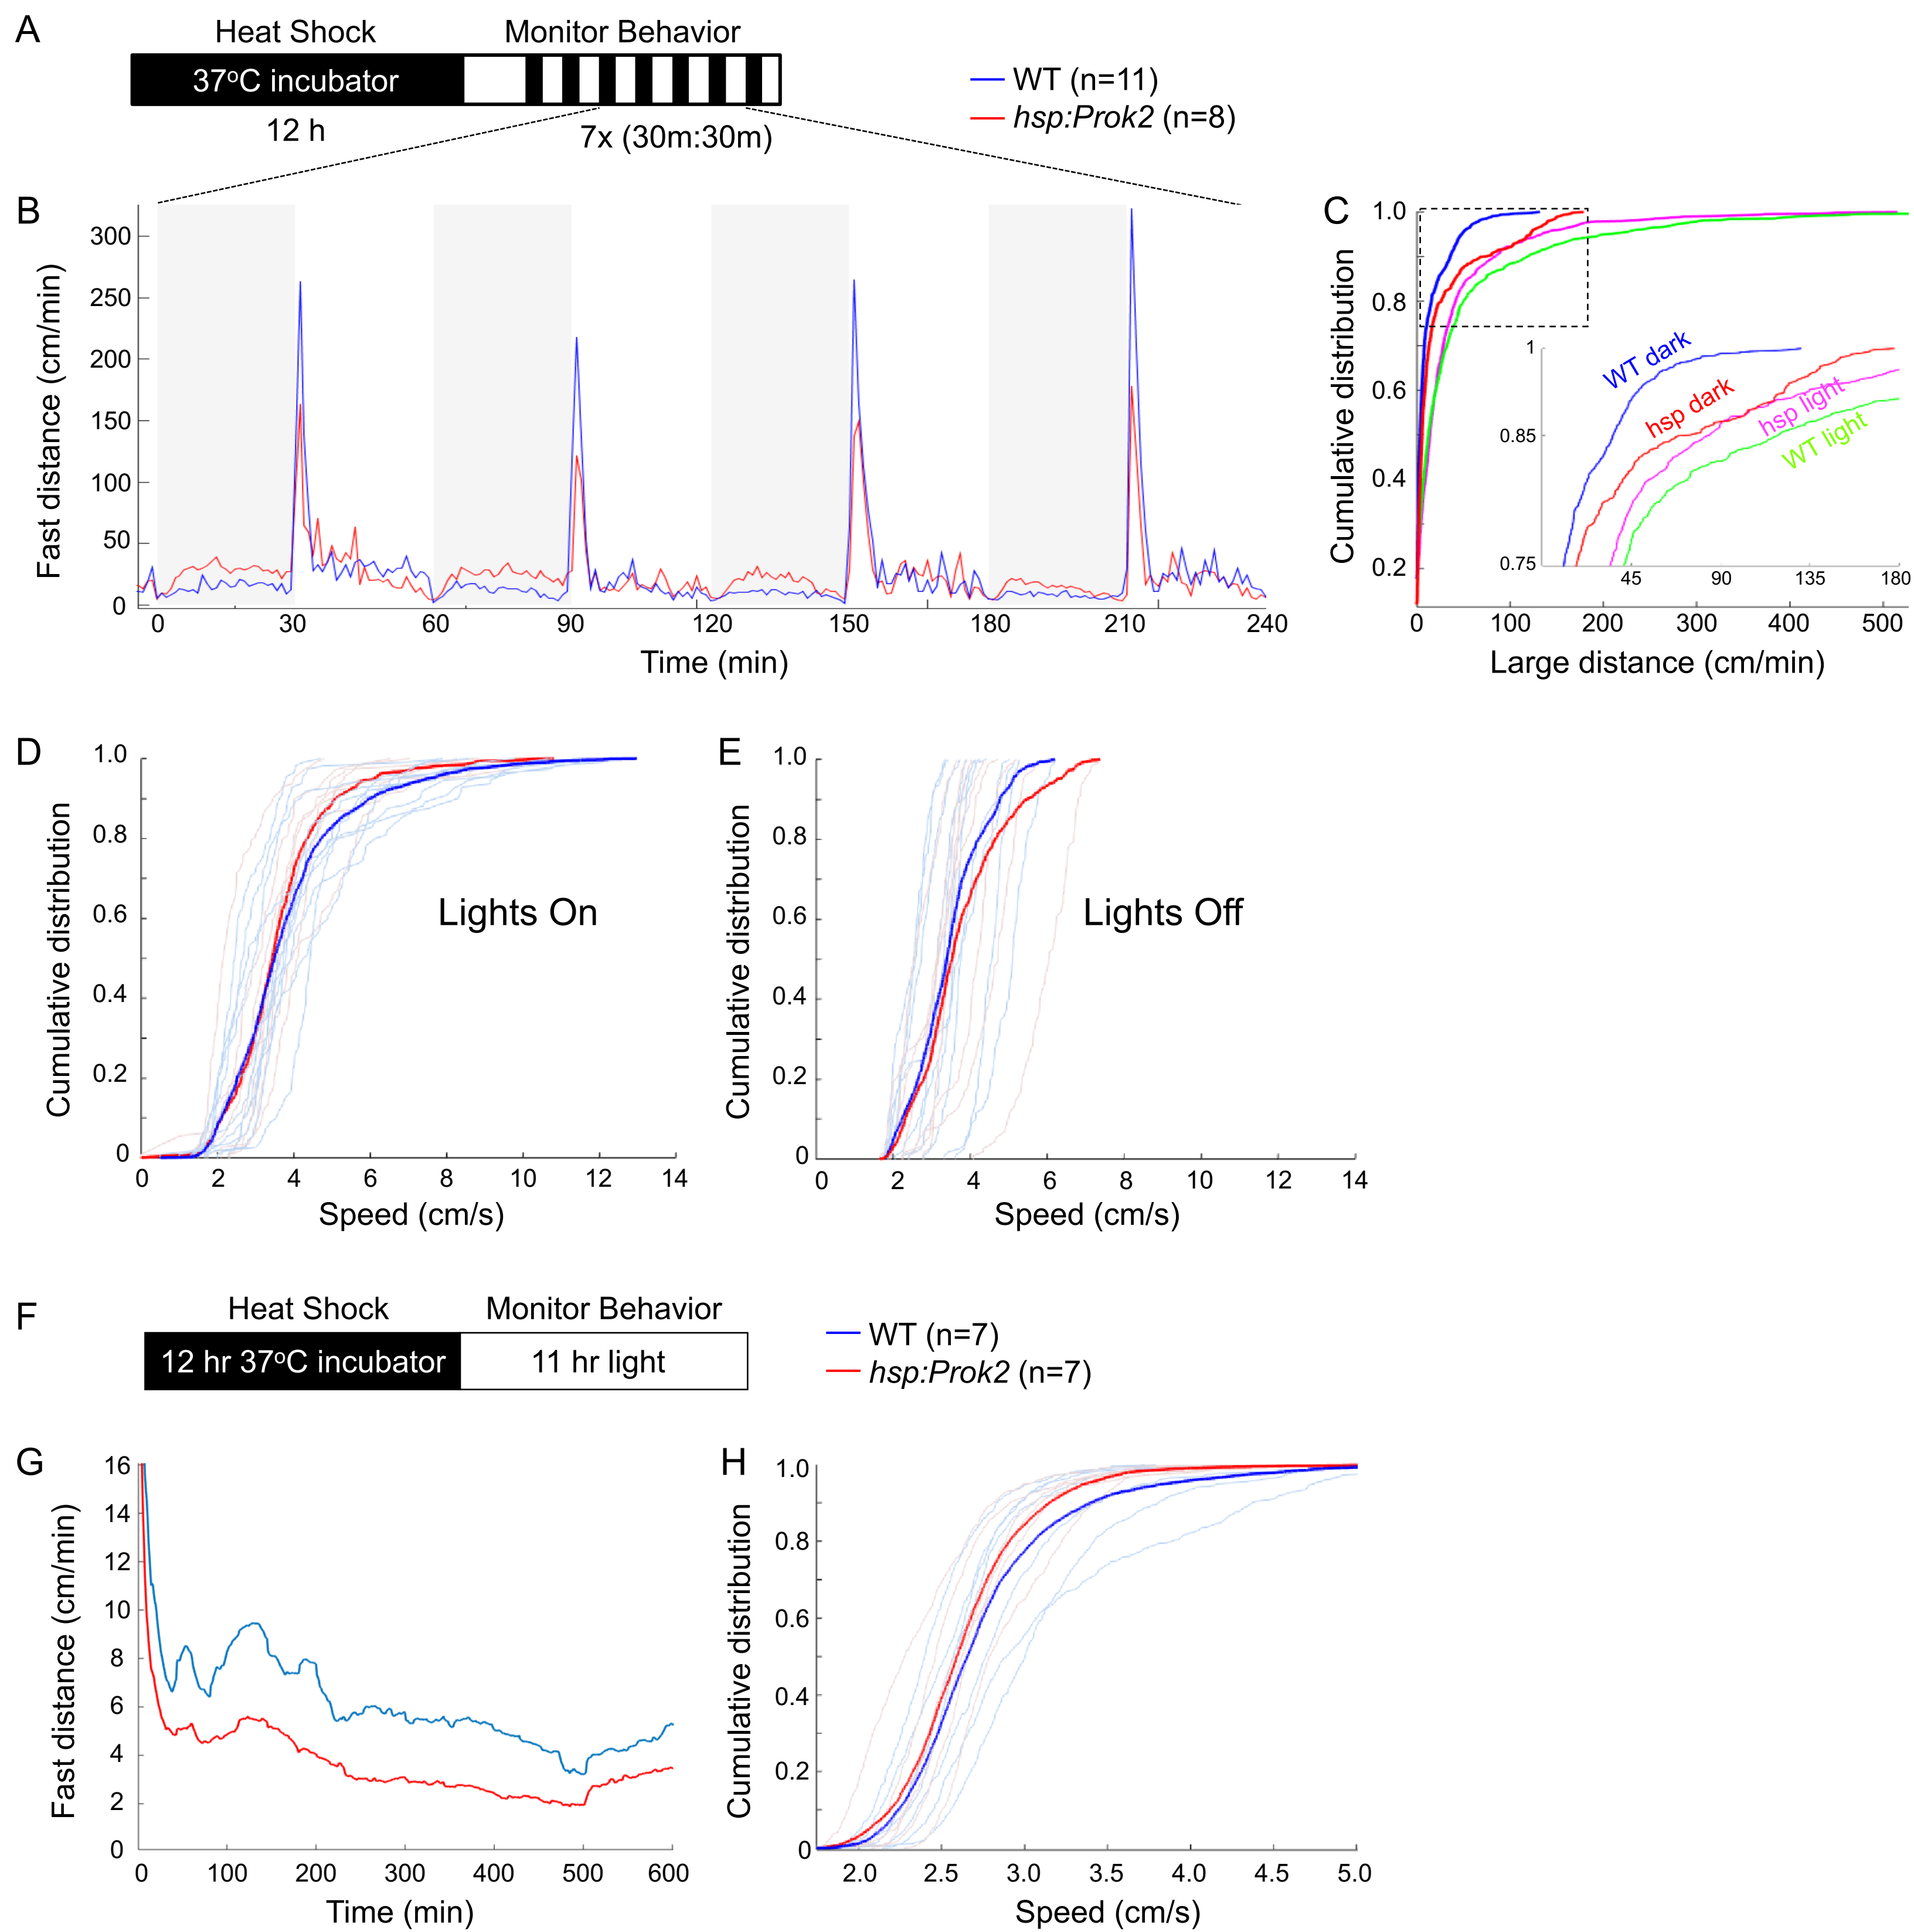 A
Heat Shock
Monitor Behavior
37°C incubator
12 h
7x (30m:30m)
WT (n=11)
hsp:Prok2 (n=8)
B
Fast distance (cm/min)
300
250
200
150
100
50
0
0 30 60 90 120 150 180 210 240
Time (min)
C
Cumulative distribution
1.0
0.8
0.6
0.4
0.2
0 100 200 300 400 500
Large distance (cm/min)
1
0.85
0.75
45 90 135 180
WT dark
hsp dark
hsp light
WT light
D
Cumulative distribution
1.0
0.8
0.6
0.4
0.2
0
Lights On
0 2 4 6 8 10 12 14
Speed (cm/s)
E
Cumulative distribution
1.0
0.8
0.6
0.4
0.2
0
Lights Off
0 2 4 6 8 10 12 14
Speed (cm/s)
F
Heat Shock
Monitor Behavior
12 hr 37°C incubator
11 hr light
WT (n=7)
hsp:Prok2 (n=7)
G
Fast distance (cm/min)
16
14
12
10
8
6
4
2
0
0 100 200 300 400 500 600
Time (min)
H
Cumulative distribution
1.0
0.8
0.6
0.4
0.2
0
2.0 2.5 3.0 3.5 4.0 4.5 5.0
Speed (cm/s)